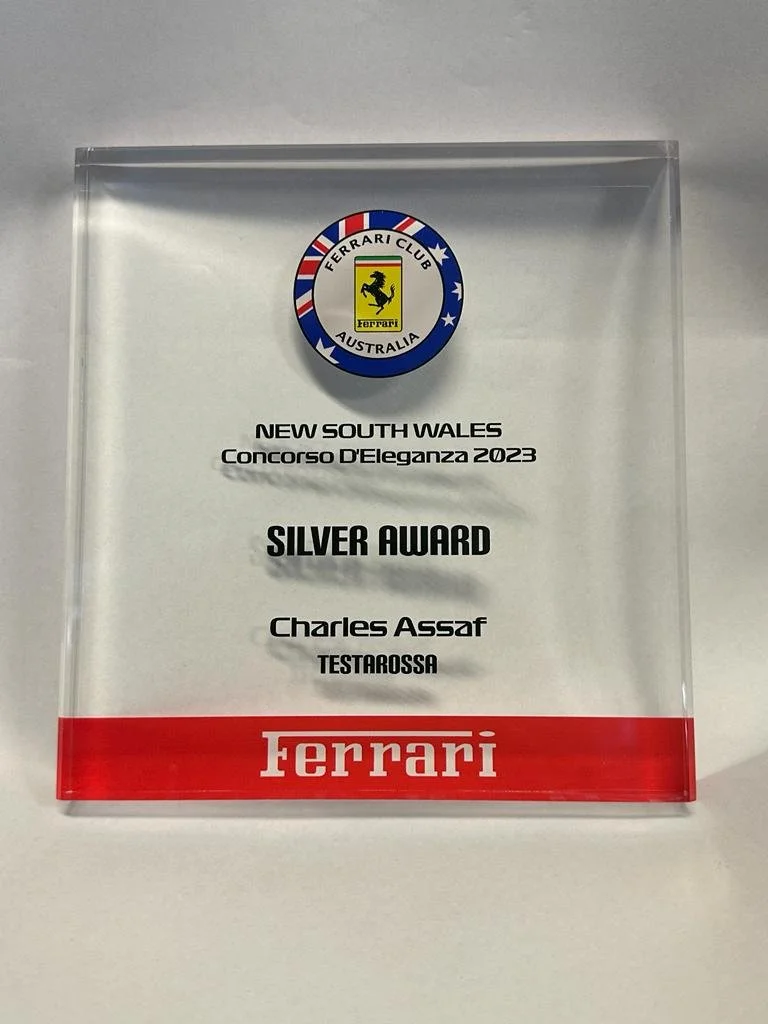 FERRARI CLUB
Ferrari
AUSTRALIA
NEW SOUTH WALES
Concorso D'Eleganza 2023
SILVER AWARD
Charles Assaf
TESTAROSSA
Ferrari